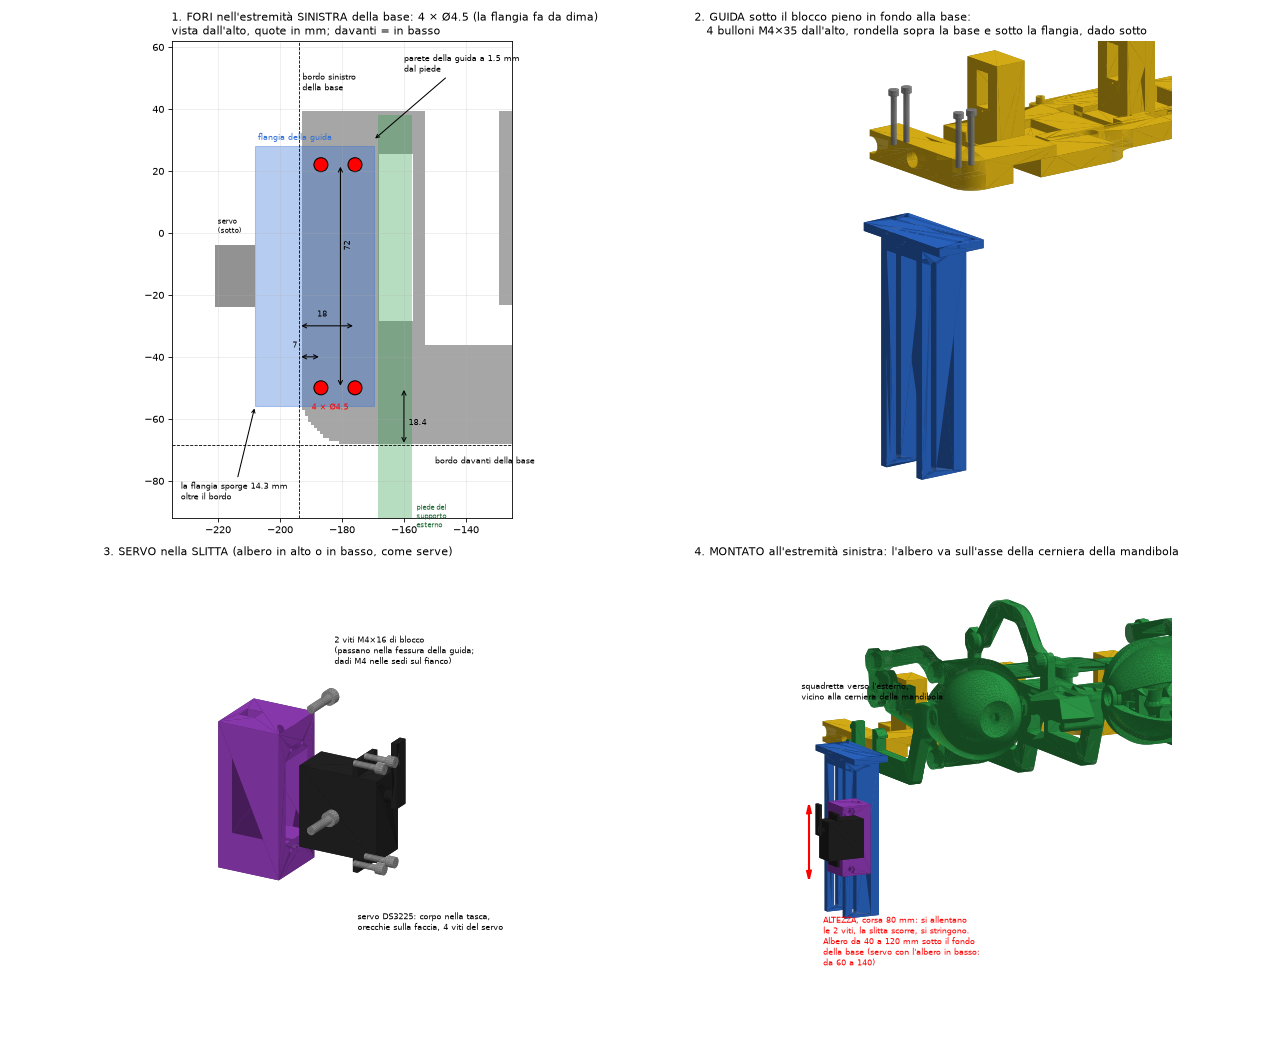 1. FORI nell'estremità SINISTRA della base: 4 × Ø4.5 (la flangia fa da dima)
vista dall'alto, quote in mm; davanti = in basso
60
40
20
0
−20
−40
−60
−80
−220
−200
−180
−160
−140
bordo sinistro
della base
parete della guida a 1.5 mm
dal piede
flangia della guida
servo
(sotto)
72
18
7
4 × Ø4.5
18.4
bordo davanti della base
la flangia sporge 14.3 mm
oltre il bordo
piede del
supporto
esterno
2. GUIDA sotto il blocco pieno in fondo alla base:
4 bulloni M4×35 dall'alto, rondella sopra la base e sotto la flangia, dado sotto
3. SERVO nella SLITTA (albero in alto o in basso, come serve)
2 viti M4×16 di blocco
(passano nella fessura della guida;
dadi M4 nelle sedi sul fianco)
servo DS3225: corpo nella tasca,
orecchie sulla faccia, 4 viti del servo
4. MONTATO all'estremità sinistra: l'albero va sull'asse della cerniera della mandibola
squadretta verso l'esterno,
vicino alla cerniera della mandibola
ALTEZZA, corsa 80 mm: si allentano
le 2 viti, la slitta scorre, si stringono.
Albero da 40 a 120 mm sotto il fondo
della base (servo con l'albero in basso:
da 60 a 140)